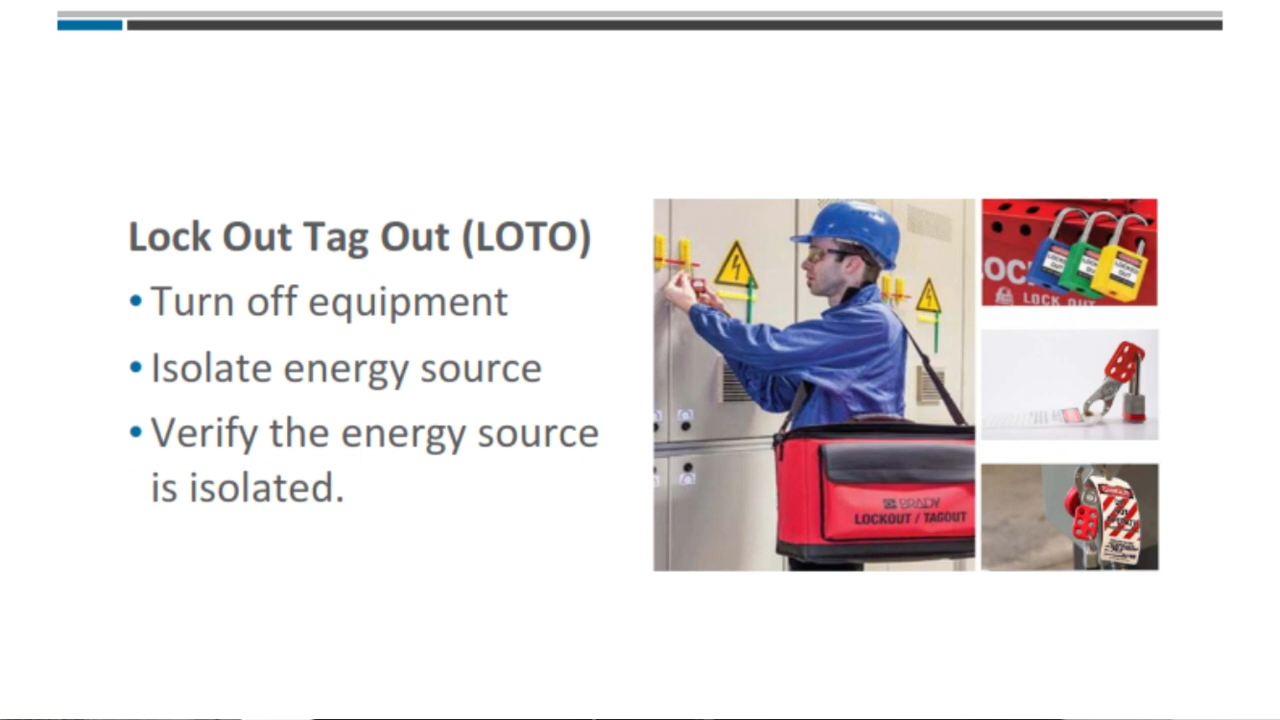 Lock Out Tag Out (LOTO)
• Turn off equipment
• Isolate energy source
• Verify the energy source
is isolated.
BRADY
LOCKOUT / TAGOUT
LOCK OUT